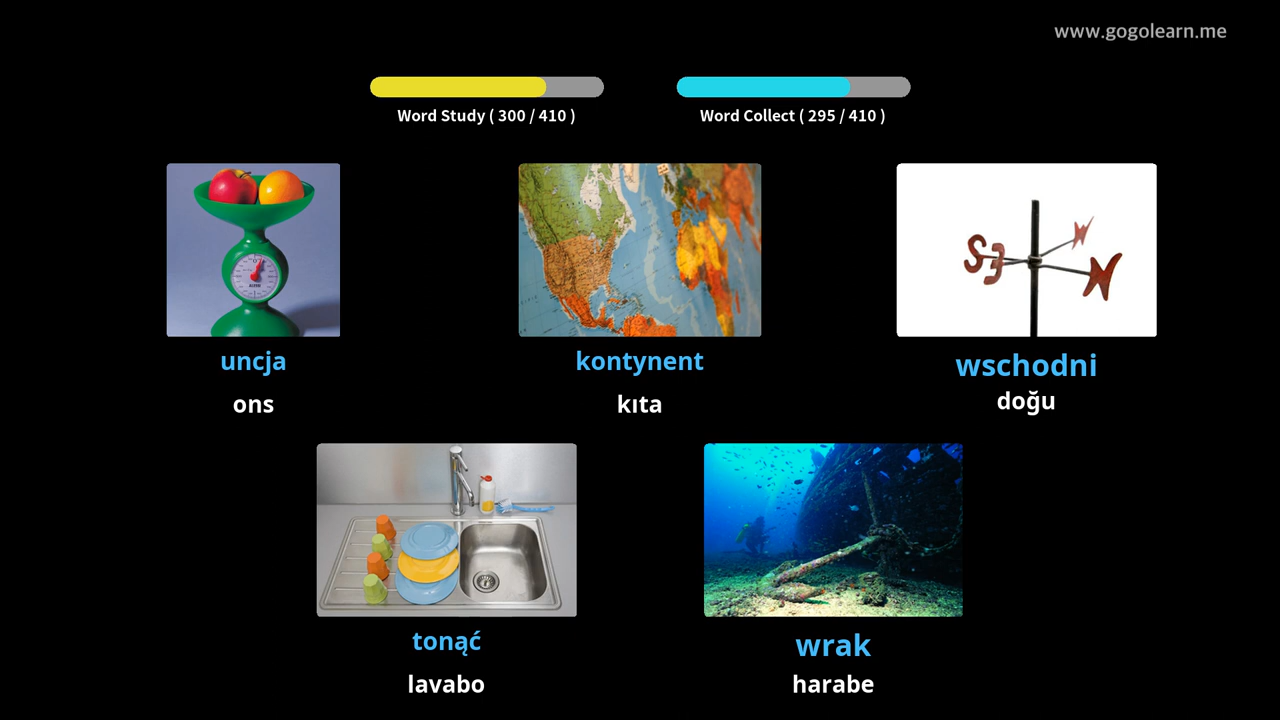 www.gogolearn.me
Word Study ( 300 / 410 )
Word Collect ( 295 / 410 )
uncja
ons
kontynent
kıta
S E N W
wschodni
doğu
tonąć
lavabo
wrak
harabe